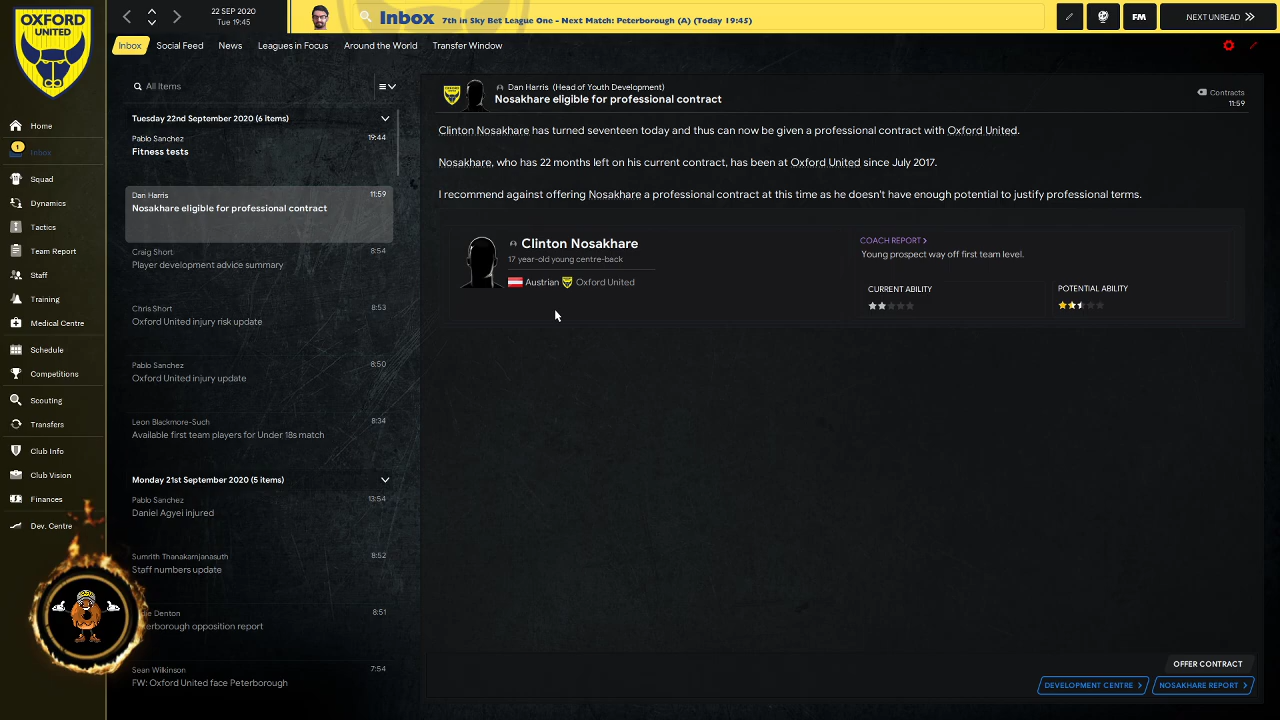 OXFORD
UNITED
22 SEP 2020
Tue 19:45
Inbox
7th in Sky Bet League One - Next Match: Peterborough (A) (Today 19:45)
FM
NEXT UNREAD
Inbox
Social Feed
News
Leagues in Focus
Around the World
Transfer Window
Home
1
Inbox
Squad
Dynamics
Tactics
Team Report
Staff
Training
Medical Centre
Schedule
Competitions
Scouting
Transfers
Club Info
Club Vision
Finances
Dev. Centre
All Items
Tuesday 22nd September 2020 (6 items)
Pablo Sanchez 19:44
Fitness tests
Dan Harris 11:59
Nosakhare eligible for professional contract
Craig Short 8:54
Player development advice summary
Chris Short 8:53
Oxford United injury risk update
Pablo Sanchez 8:50
Oxford United injury update
Leon Blackmore-Such 8:34
Available first team players for Under 18s match
Monday 21st September 2020 (5 items)
Pablo Sanchez 13:54
Daniel Agyei injured
Sumrith Thanakarnjanasuth 8:52
Staff numbers update
die Denton 8:51
erborough opposition report
Sean Wilkinson 7:54
FW: Oxford United face Peterborough
Dan Harris (Head of Youth Development)
Nosakhare eligible for professional contract
Contracts
11:59
Clinton Nosakhare has turned seventeen today and thus can now be given a professional contract with Oxford United.
Nosakhare, who has 22 months left on his current contract, has been at Oxford United since July 2017.
I recommend against offering Nosakhare a professional contract at this time as he doesn't have enough potential to justify professional terms.
Clinton Nosakhare
17 year-old young centre-back
Austrian Oxford United
COACH REPORT >
Young prospect way off first team level.
CURRENT ABILITY
POTENTIAL ABILITY
OFFER CONTRACT
DEVELOPMENT CENTRE >
NOSAKHARE REPORT >